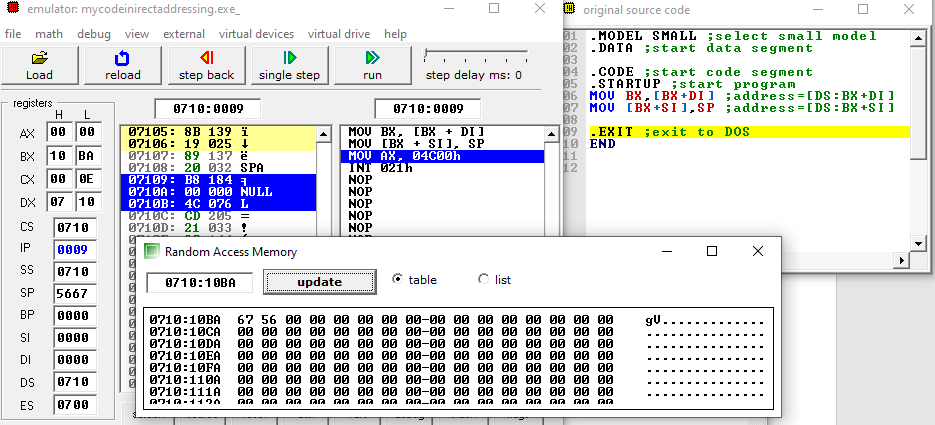 emulator: mycodeinirectaddressing.exe_
file math debug view external virtual devices virtual drive help
Load reload step back single step run step delay ms: 0
registers
H L
AX 00 00
BX 10 BA
CX 00 0E
DX 07 10
CS 0710
IP 0009
SS 0710
SP 5667
BP 0000
SI 0000
DI 0000
DS 0710
ES 0700
0710:0009
07105: 8B 139 ï
07106: 19 025 ↓
07107: 89 137 ë
07108: 20 032 SPA
07109: B8 184 ╕
0710A: 00 000 NULL
0710B: 4C 076 L
0710C: CD 205 =
0710D: 21 033 !
0710:0009
MOV BX, [BX + DI]
MOV [BX + SI], SP
MOV AX, 04C00h
INT 021h
NOP
NOP
NOP
NOP
NOP
original source code
01 .MODEL SMALL ;select small model
02 .DATA ;start data segment
03
04 .CODE ;start code segment
05 .STARTUP ;start program
06 MOV BX,[BX+DI] ;address=[DS:BX+DI]
07 MOV [BX+SI],SP ;address=[DS:BX+SI]
08
09 .EXIT ;exit to DOS
10 END
11
12
Random Access Memory
0710:10BA update table list
0710:10BA 67 56 00 00 00 00 00 00-00 00 00 00 00 00 00 00 gV..............
0710:10CA 00 00 00 00 00 00 00 00-00 00 00 00 00 00 00 00 ................
0710:10DA 00 00 00 00 00 00 00 00-00 00 00 00 00 00 00 00 ................
0710:10EA 00 00 00 00 00 00 00 00-00 00 00 00 00 00 00 00 ................
0710:10FA 00 00 00 00 00 00 00 00-00 00 00 00 00 00 00 00 ................
0710:110A 00 00 00 00 00 00 00 00-00 00 00 00 00 00 00 00 ................
0710:111A 00 00 00 00 00 00 00 00-00 00 00 00 00 00 00 00 ................